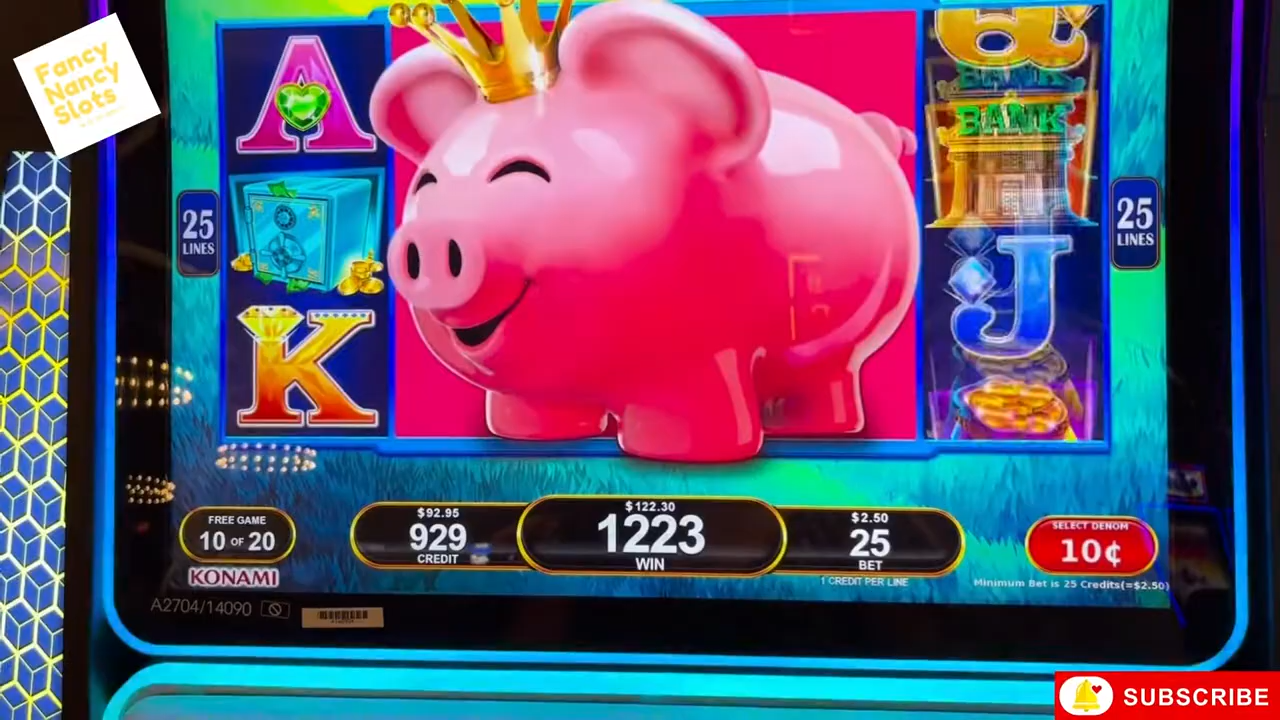 Fancy
Nancy
Slots
A
BANK
BANK
25
LINES
25
LINES
K
J
FREE GAME
10 OF 20
$92.95
929
CREDIT
$122.30
1223
WIN
$2.50
25
BET
1 CREDIT PER LINE
SELECT DENOM
10¢
Minimum Bet is 25 Credits(=$2.50)
KONAMI
A2704/14090
SUBSCRIBE